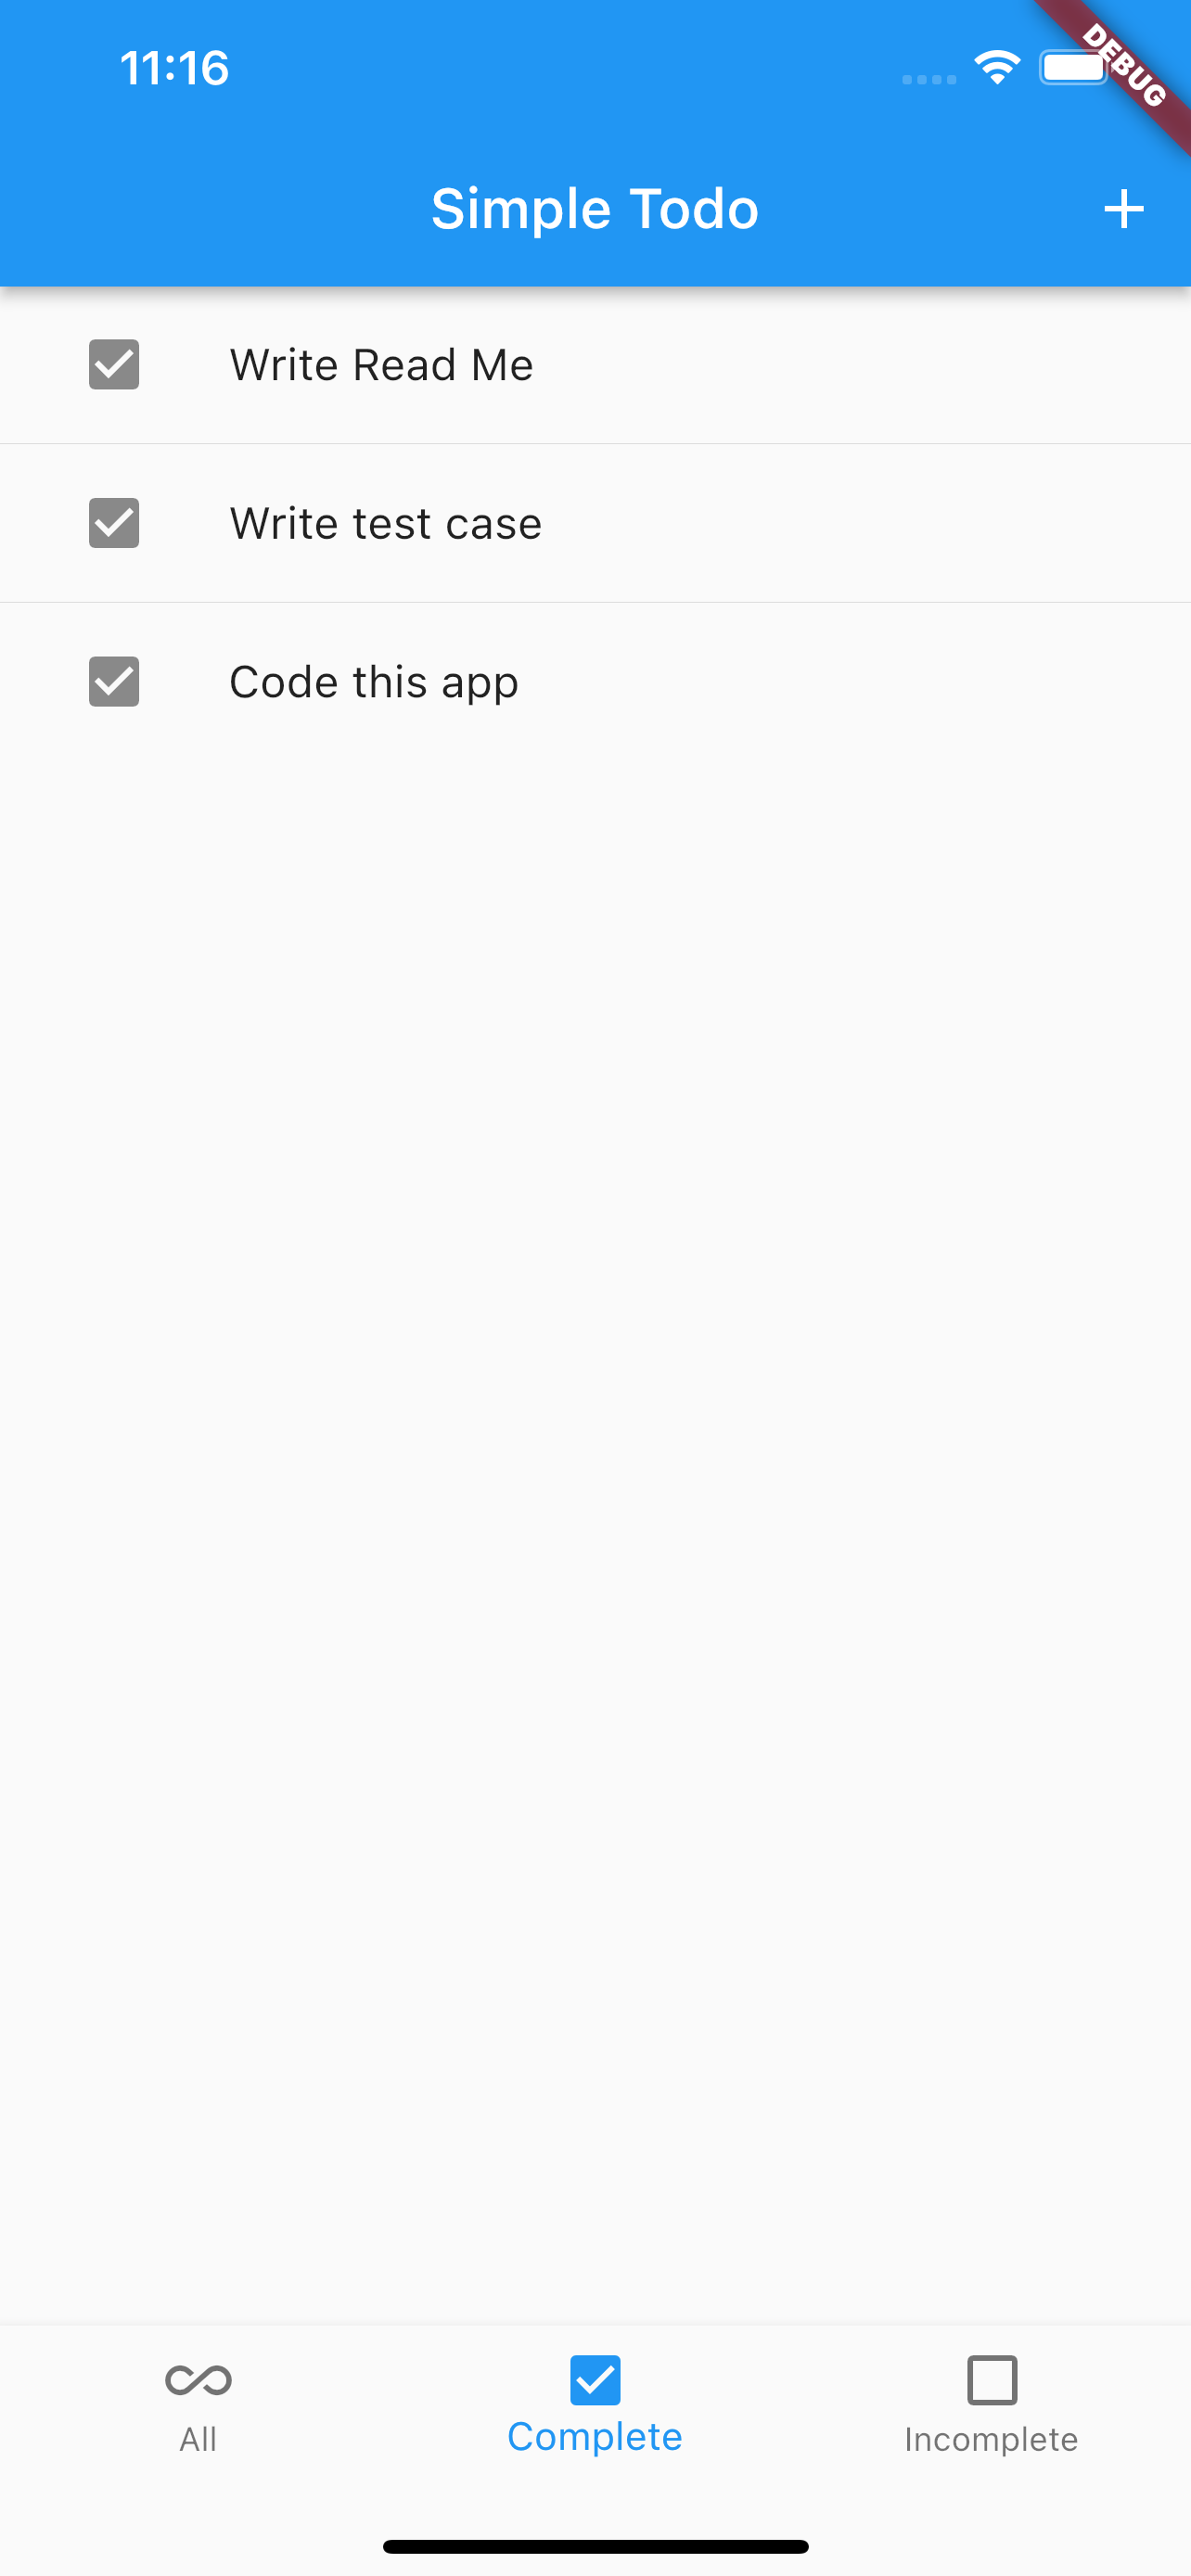 11:16
DEBUG
Simple Todo
Write Read Me
Write test case
Code this app
All
Complete
Incomplete